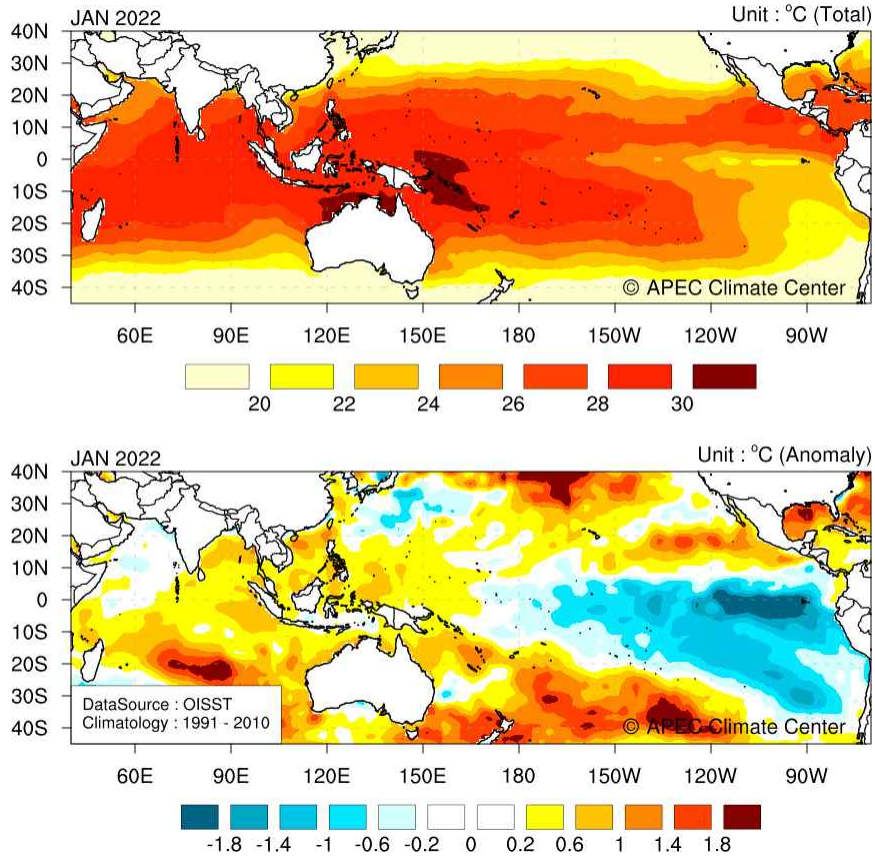 JAN 2022
Unit : °C (Total)
40N
30N
20N
10N
0
10S
20S
30S
40S
© APEC Climate Center
60E 90E 120E 150E 180 150W 120W 90W
20 22 24 26 28 30
JAN 2022
Unit : °C (Anomaly)
40N
30N
20N
10N
0
10S
20S
30S
40S
DataSource : OISST
Climatology : 1991 - 2010
© APEC Climate Center
60E 90E 120E 150E 180 150W 120W 90W
-1.8 -1.4 -1 -0.6 -0.2 0 0.2 0.6 1 1.4 1.8